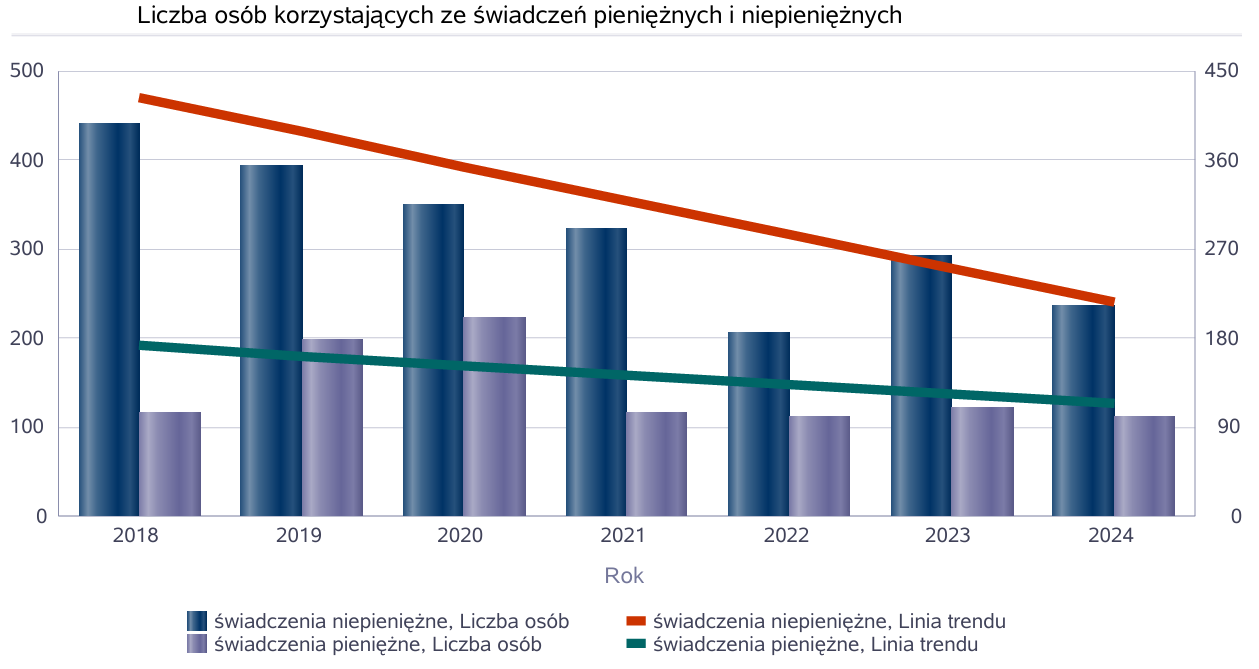 Liczba osób korzystających ze świadczeń pieniężnych i niepieniężnych
500 450
400 360
300 270
200 180
100 90
0 0
2018 2019 2020 2021 2022 2023 2024
Rok
świadczenia niepieniężne, Liczba osób świadczenia niepieniężne, Linia trendu
świadczenia pieniężne, Liczba osób świadczenia pieniężne, Linia trendu